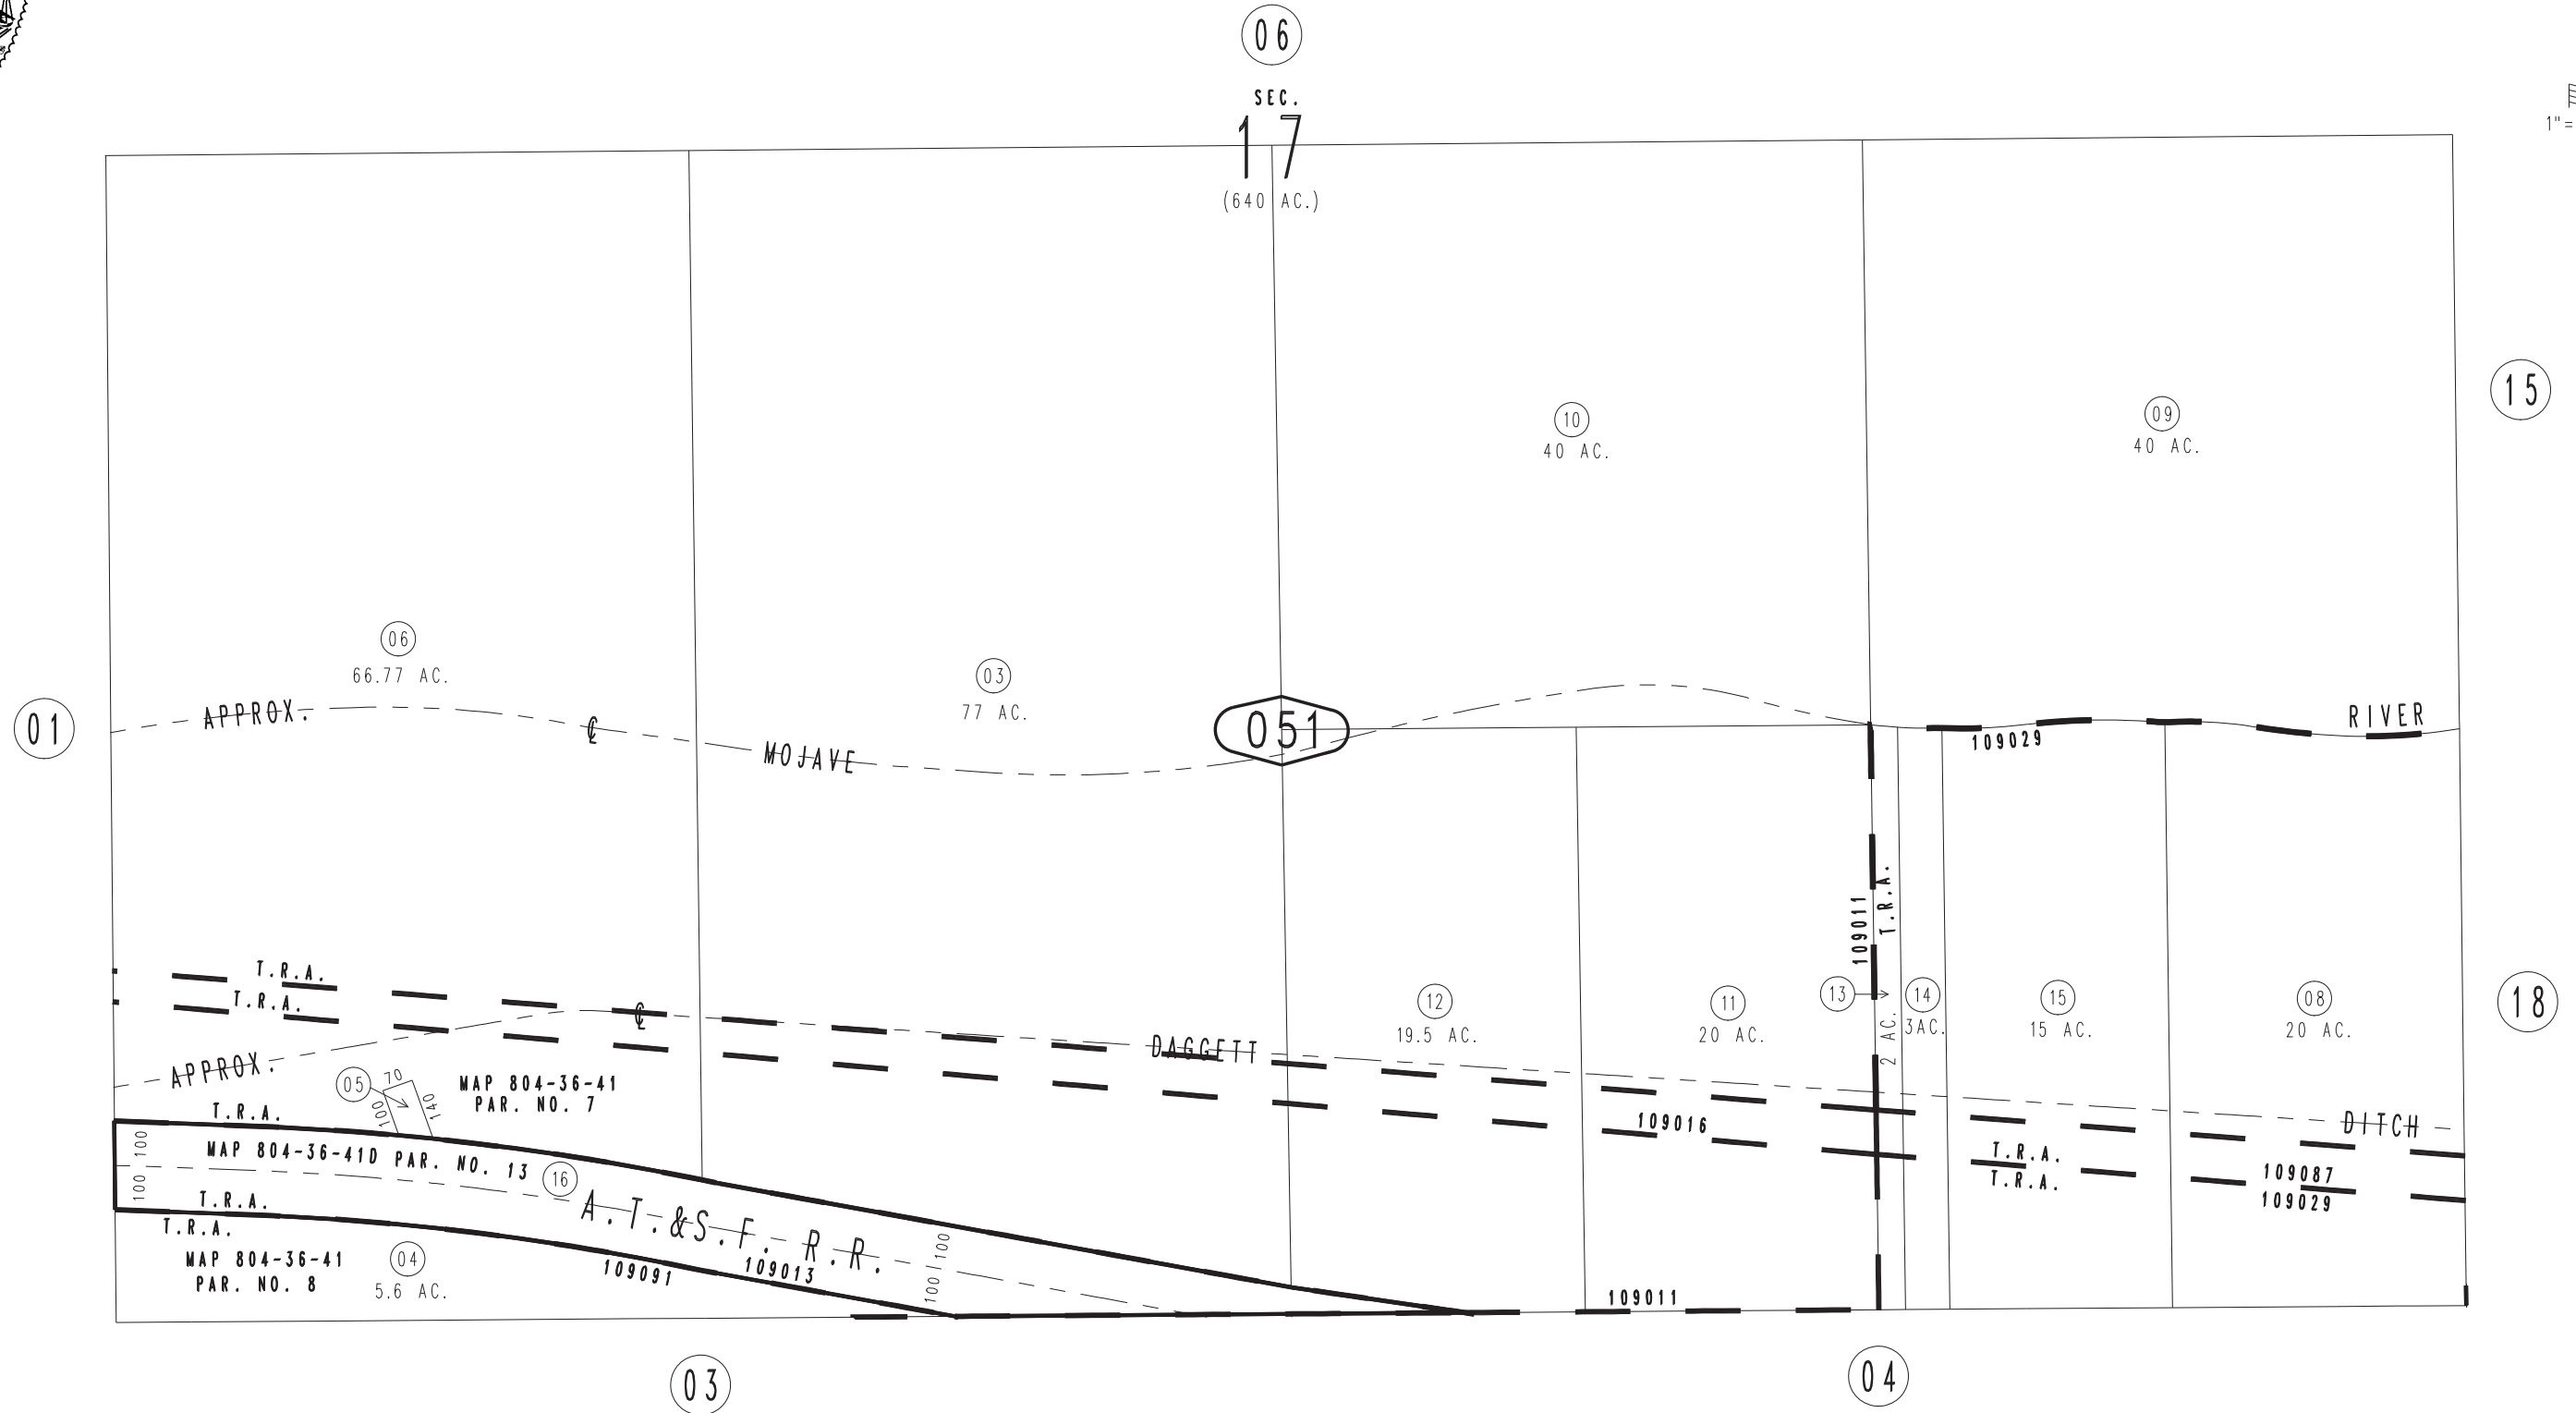 06
SEC.
17
(640 AC.)
1"=
15
10
40 AC.
09
40 AC.
06
66.77 AC.
03
77 AC.
01
APPROX.
℄
MOJAVE
051
RIVER
109029
109011
T.R.A.
T.R.A.
T.R.A.
℄
12
19.5 AC.
11
20 AC.
13
2 AC.
14
3AC.
15
15 AC.
08
20 AC.
18
APPROX.
DAGGETT
DITCH
05
70
100
140
MAP 804-36-41
PAR. NO. 7
T.R.A.
109016
T.R.A.
T.R.A.
109087
109029
100
100
MAP 804-36-41D PAR. NO. 13
16
A.T.&S.F. R.R.
T.R.A.
T.R.A.
MAP 804-36-41
PAR. NO. 8
04
5.6 AC.
109091
109013
100
100
109011
03
04